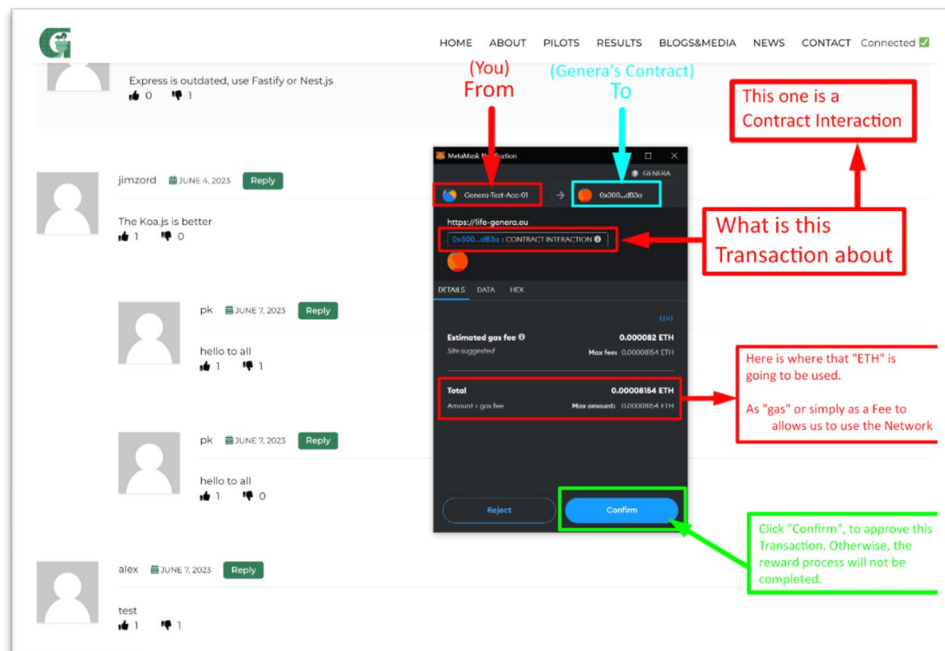 HOME ABOUT PILOTS RESULTS BLOGS&MEDIA NEWS CONTACT Connected ✅
Express is outdated, use Fastify or Nest.js
0 1
(You)
From
(Genera's Contract)
To
This one is a
Contract Interaction
MetaMask Notification
GENERA
Genera-Test-Acc-01 → 0x300...dB3a
https://life-genera.eu
0x300...dB3a : CONTRACT INTERACTION
What is this
Transaction about
DETAILS DATA HEX
EDIT
Estimated gas fee 0.000082 ETH
Site suggested Max fee: 0.00008154 ETH
Total 0.00008154 ETH
Amount + gas fee Max amount: 0.00008154 ETH
Here is where that "ETH" is
going to be used.
As "gas" or simply as a Fee to
allows us to use the Network
Reject Confirm
Click "Confirm", to approve this
Transaction. Otherwise, the
reward process will not be
completed.
jimzord JUNE 4, 2023 Reply
The Koa.js is better
1 0
pk JUNE 7, 2023 Reply
hello to all
1 1
pk JUNE 7, 2023 Reply
hello to all
1 0
alex JUNE 7, 2023 Reply
test
1 1